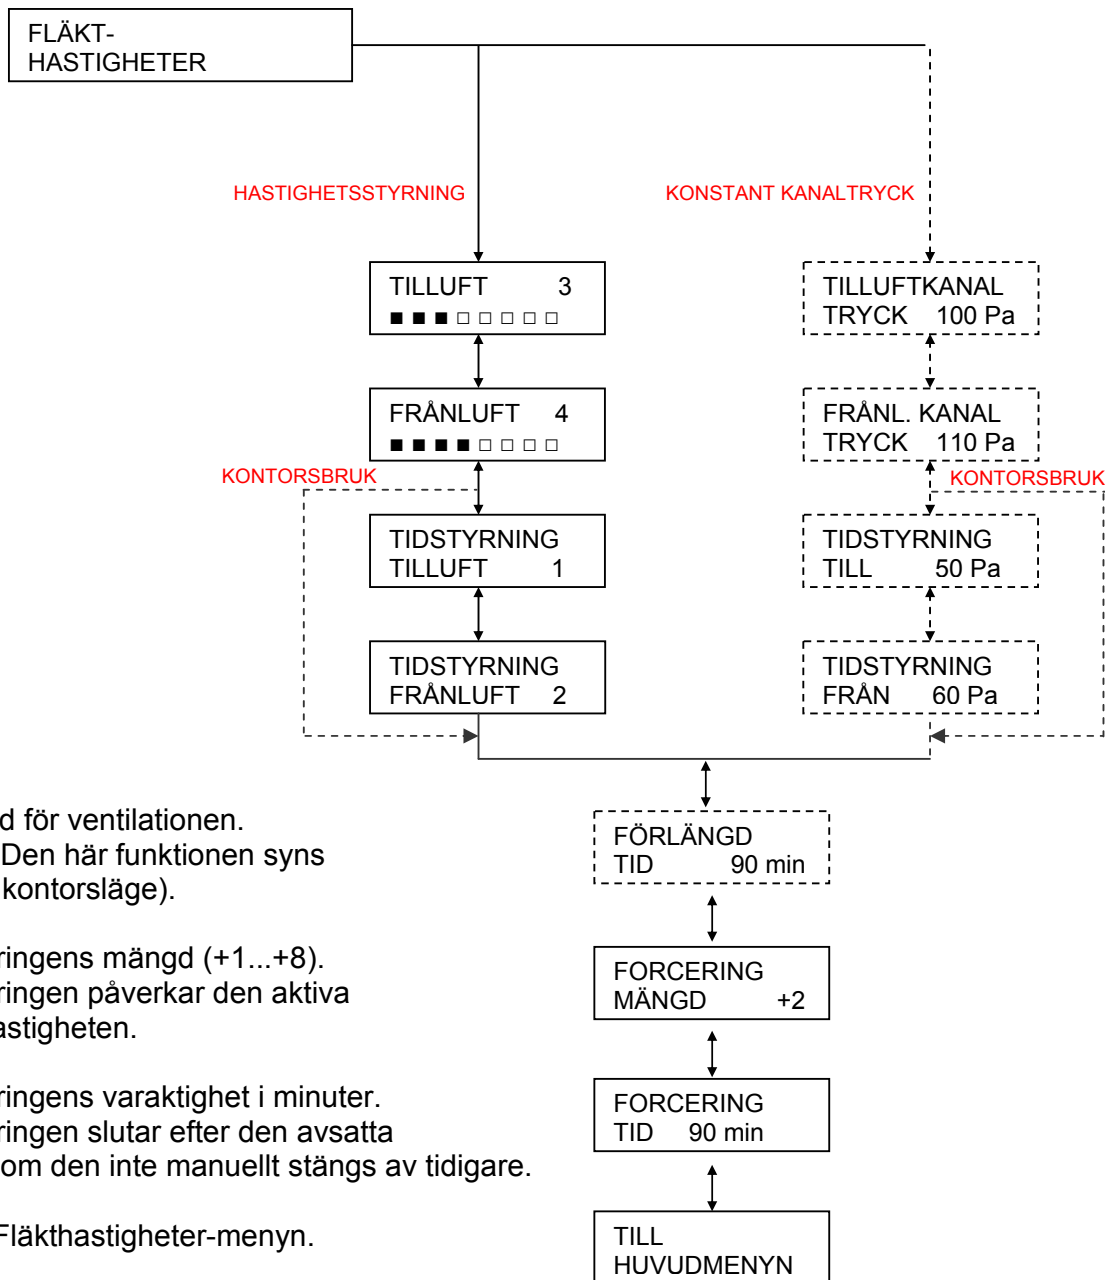 FLÄKT-
HASTIGHETER
HASTIGHETSSTYRNING
KONSTANT KANALTRYCK
TILLUFT 3
■ ■ ■ □ □ □ □ □
TILLUFTKANAL
TRYCK 100 Pa
FRÅNLUFT 4
■ ■ ■ ■ □ □ □ □
FRÅNL. KANAL
TRYCK 110 Pa
KONTORSBRUK
KONTORSBRUK
TIDSTYRNING
TILLUFT 1
TIDSTYRNING
TILL 50 Pa
TIDSTYRNING
FRÅNLUFT 2
TIDSTYRNING
FRÅN 60 Pa
d för ventilationen.
Den här funktionen syns
kontorsläge).
FÖRLÄNGD
TID 90 min
ringens mängd (+1...+8).
ringen påverkar den aktiva
astigheten.
FORCERING
MÄNGD +2
ringens varaktighet i minuter.
ringen slutar efter den avsatta
om den inte manuellt stängs av tidigare.
FORCERING
TID 90 min
Fläkthastigheter-menyn.
TILL
HUVUDMENYN